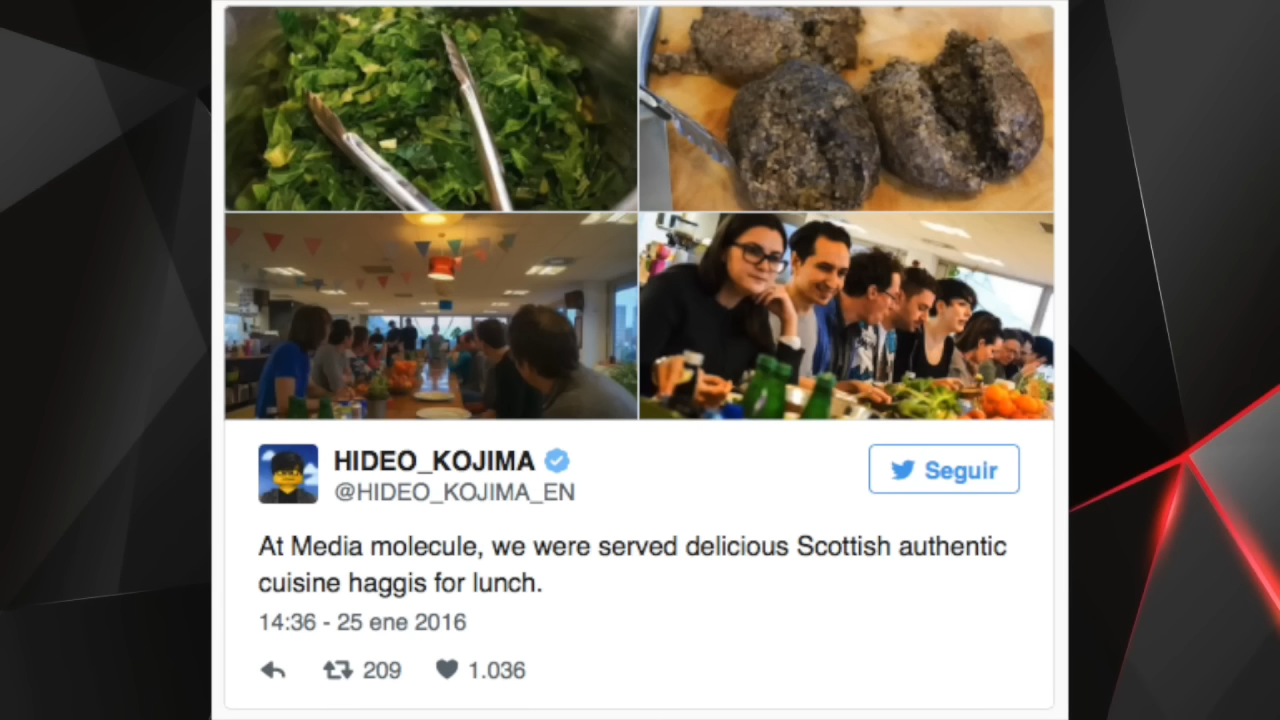 HIDEO_KOJIMA
@HIDEO_KOJIMA_EN
Seguir
At Media molecule, we were served delicious Scottish authentic
cuisine haggis for lunch.
14:36 - 25 ene 2016
209 1.036